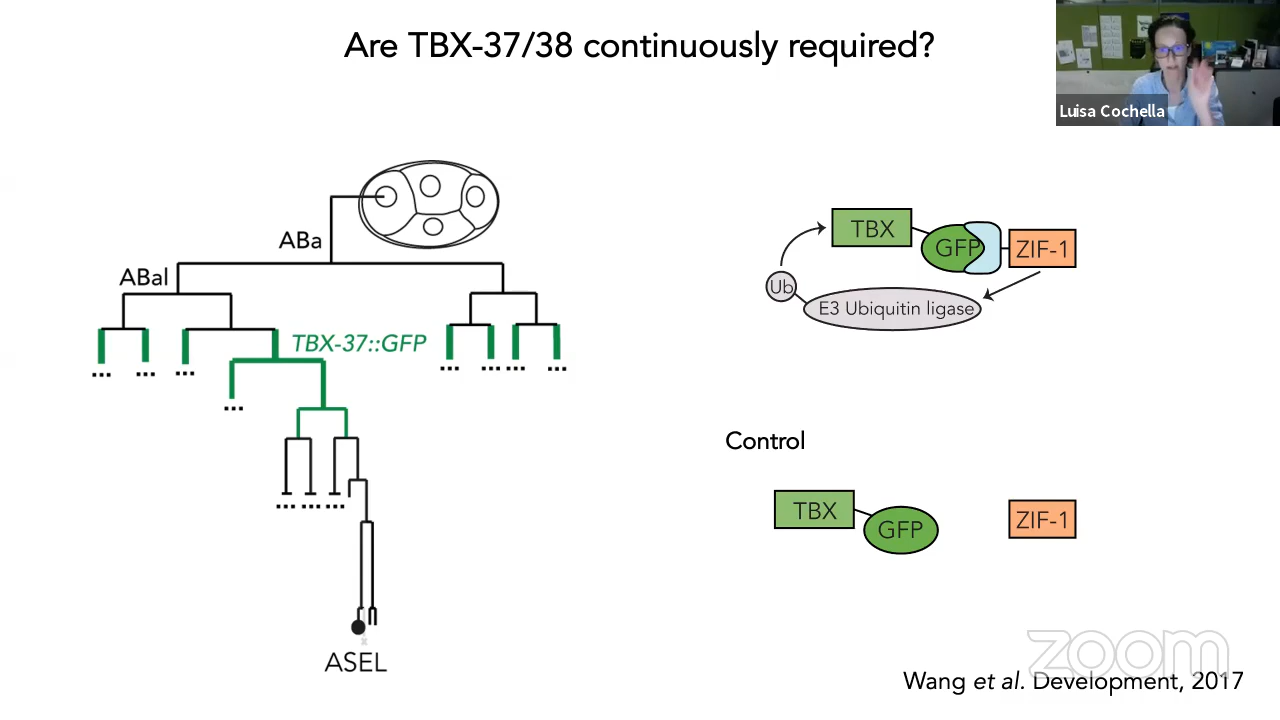 Are TBX-37/38 continuously required?
Luisa Cochella
ABa
ABal
TBX-37::GFP
...
... ... ...
... ... ... ...
... ... ...
ASEL
TBX
GFP
ZIF-1
Ub
E3 Ubiquitin ligase
Control
TBX
GFP
ZIF-1
zoom
Wang et al. Development, 2017